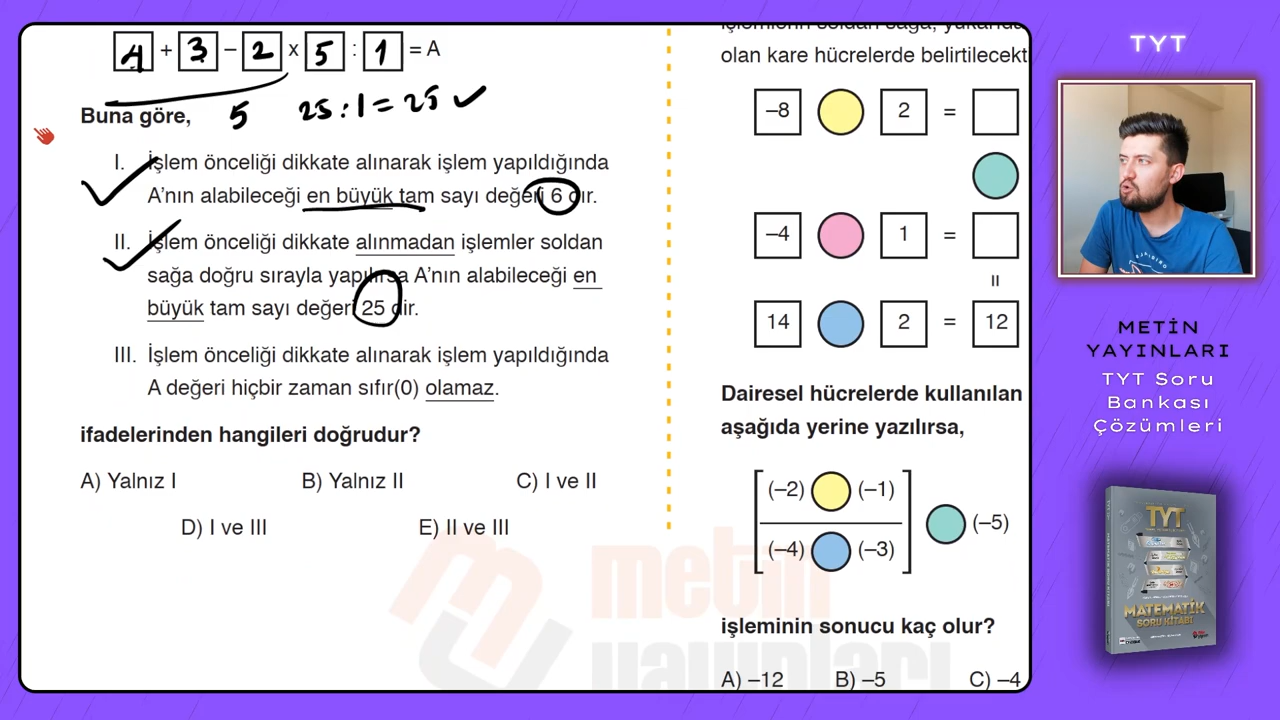 4 + 3 – 2 x 5 : 1 = A
5 25 : 1 = 25 ✓
Buna göre,
I. İşlem önceliği dikkate alınarak işlem yapıldığında
A’nın alabileceği en büyük tam sayı değeri 6 dır.
II. İşlem önceliği dikkate alınmadan işlemler soldan
sağa doğru sırayla yapılırsa A’nın alabileceği en
büyük tam sayı değeri 25 dir.
III. İşlem önceliği dikkate alınarak işlem yapıldığında
A değeri hiçbir zaman sıfır(0) olamaz.
ifadelerinden hangileri doğrudur?
A) Yalnız I B) Yalnız II C) I ve II
D) I ve III E) II ve III
işlemlerin soldan sağa, yukarıda
olan kare hücrelerde belirtilecekt
–8 2 =
–4 1 =
=
14 2 = 12
Dairesel hücrelerde kullanılan
aşağıda yerine yazılırsa,
(–2) (–1)
(–4) (–3)
(–5)
işleminin sonucu kaç olur?
A) –12 B) –5 C) –4
metin
yayınları
TYT
METİN
YAYINLARI
TYT Soru
Bankası
Çözümleri
TYT
MATEMATİK
SORU KİTABI